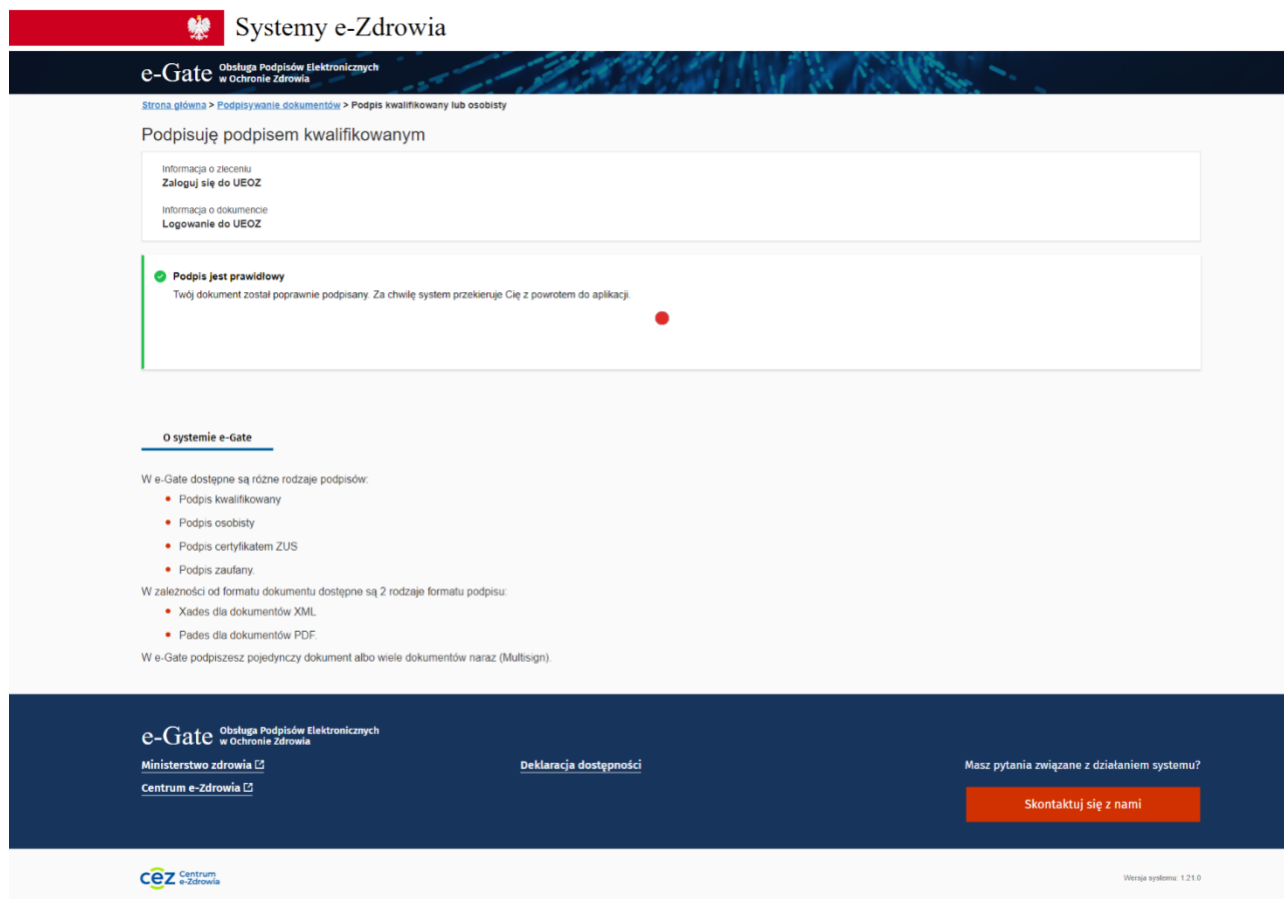 Systemy e-Zdrowia
e-Gate Obsługa Podpisów Elektronicznych
w Ochronie Zdrowia
Strona główna > Podpisywanie dokumentów > Podpis kwalifikowany lub osobisty
Podpisuję podpisem kwalifikowanym
Informacja o zleceniu
Zaloguj się do UEOZ
Informacja o dokumencie
Logowanie do UEOZ
Podpis jest prawidłowy
Twój dokument został poprawnie podpisany. Za chwilę system przekieruje Cię z powrotem do aplikacji.
O systemie e-Gate
W e-Gate dostępne są różne rodzaje podpisów:
Podpis kwalifikowany
Podpis osobisty
Podpis certyfikatem ZUS
Podpis zaufany.
W zależności od formatu dokumentu dostępne są 2 rodzaje formatu podpisu:
Xades dla dokumentów XML
Pades dla dokumentów PDF.
W e-Gate podpiszesz pojedynczy dokument albo wiele dokumentów naraz (Multisign).
e-Gate Obsługa Podpisów Elektronicznych
w Ochronie Zdrowia
Ministerstwo zdrowia
Centrum e-Zdrowia
Deklaracja dostępności
Masz pytania związane z działaniem systemu?
Skontaktuj się z nami
cez Centrum
e-Zdrowia
Wersja systemu: 1.21.0